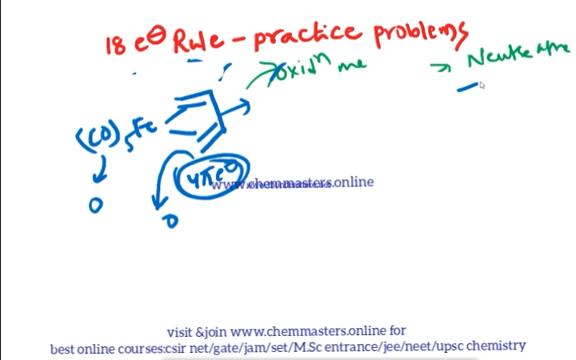 18 e⊖ Rule - practice problems
oxidⁿ me → Neutral
(CO)₅Fe
4πe⊖
0
0
www.chemmasters.online
visit &join www.chemmasters.online for
best online courses:csir net/gate/jam/set/M.Sc entrance/jee/neet/upsc chemistry